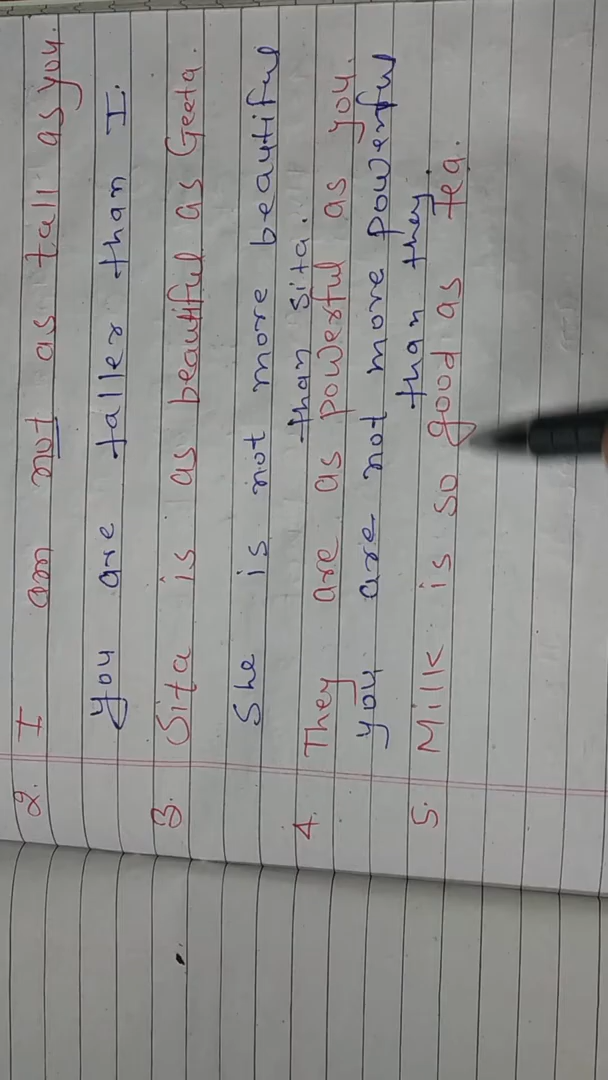 2. I am not as tall as you.
you are taller than I.
3. Sita is as beautiful as Geeta.
She is not more beautiful
than sita.
4. They are as powerful as you.
you are not more powerful
than they.
5. Milk is so good as tea.